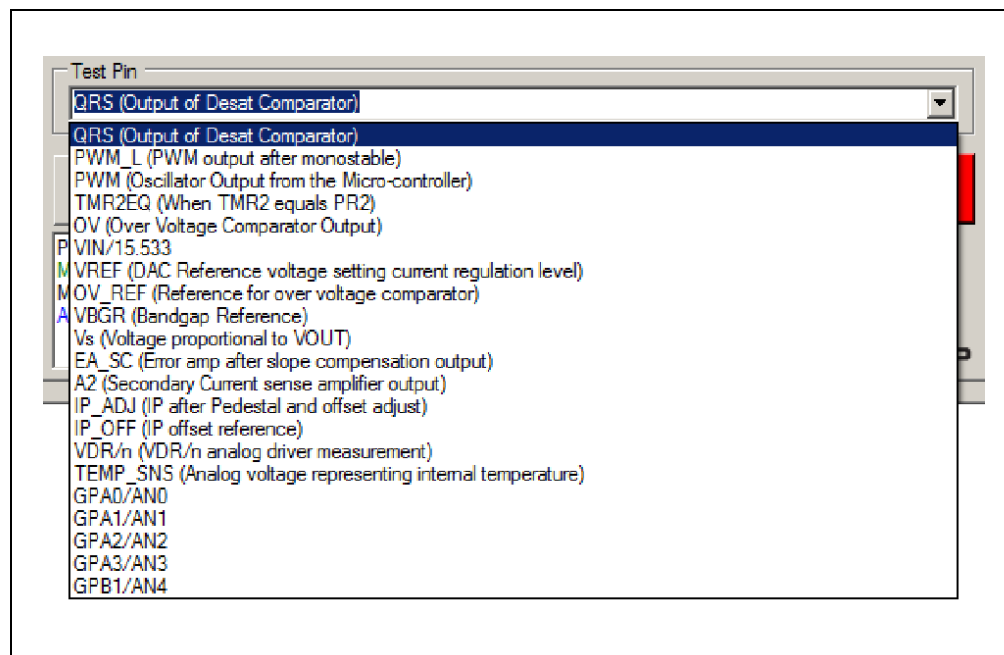 Test Pin
QRS (Output of Desat Comparator)
QRS (Output of Desat Comparator)
PWM_L (PWM output after monostable)
PWM (Oscillator Output from the Micro-controller)
TMR2EQ (When TMR2 equals PR2)
OV (Over Voltage Comparator Output)
P VIN/15.533
M VREF (DAC Reference voltage setting current regulation level)
M OV_REF (Reference for over voltage comparator)
A VBGR (Bandgap Reference)
Vs (Voltage proportional to VOUT)
EA_SC (Error amp after slope compensation output)
A2 (Secondary Current sense amplifier output)
IP_ADJ (IP after Pedestal and offset adjust)
IP_OFF (IP offset reference)
VDR/n (VDR/n analog driver measurement)
TEMP_SNS (Analog voltage representing internal temperature)
GPA0/AN0
GPA1/AN1
GPA2/AN2
GPA3/AN3
GPB1/AN4